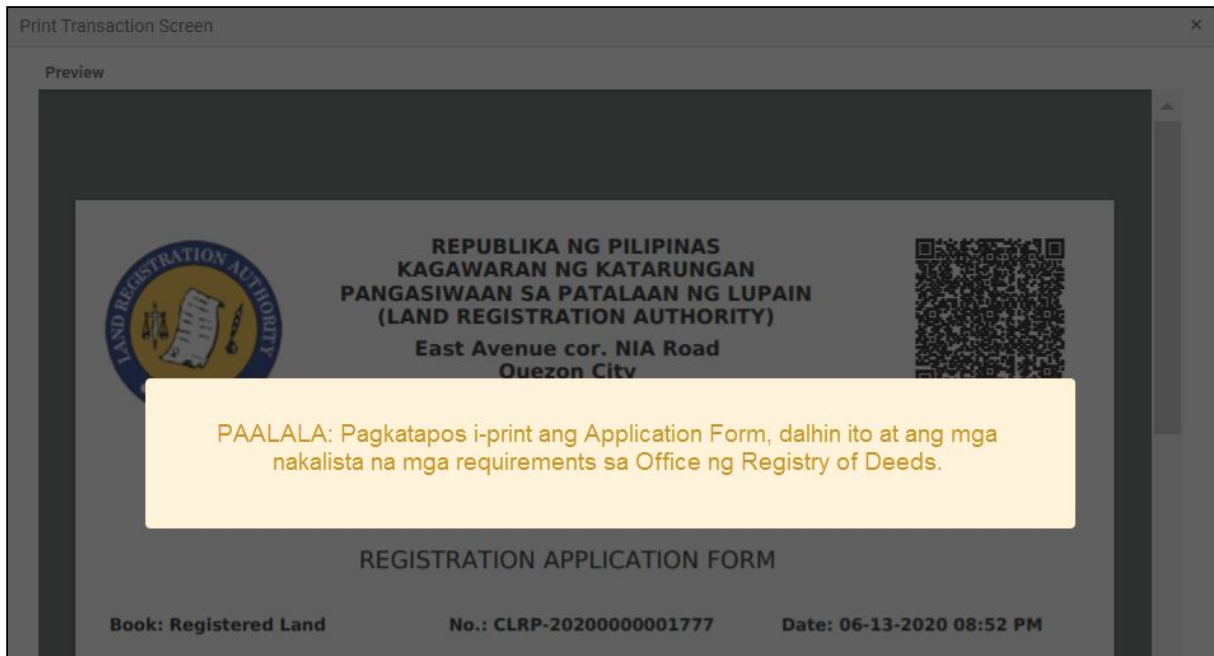 Print Transaction Screen
×
Preview
LAND REGISTRATION AUTHORITY
REPUBLIKA NG PILIPINAS
KAGAWARAN NG KATARUNGAN
PANGASIWAAN SA PATALAAN NG LUPAIN
(LAND REGISTRATION AUTHORITY)
East Avenue cor. NIA Road
Quezon City
PAALALA: Pagkatapos i-print ang Application Form, dalhin ito at ang mga
nakalista na mga requirements sa Office ng Registry of Deeds.
REGISTRATION APPLICATION FORM
Book: Registered Land No.: CLRP-20200000001777 Date: 06-13-2020 08:52 PM